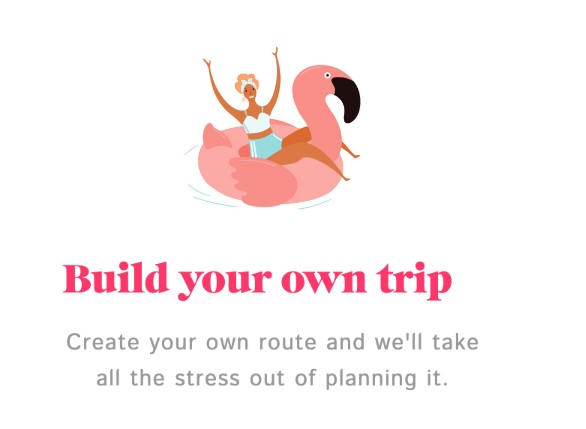 Build your own trip
Create your own route and we'll take
all the stress out of planning it.